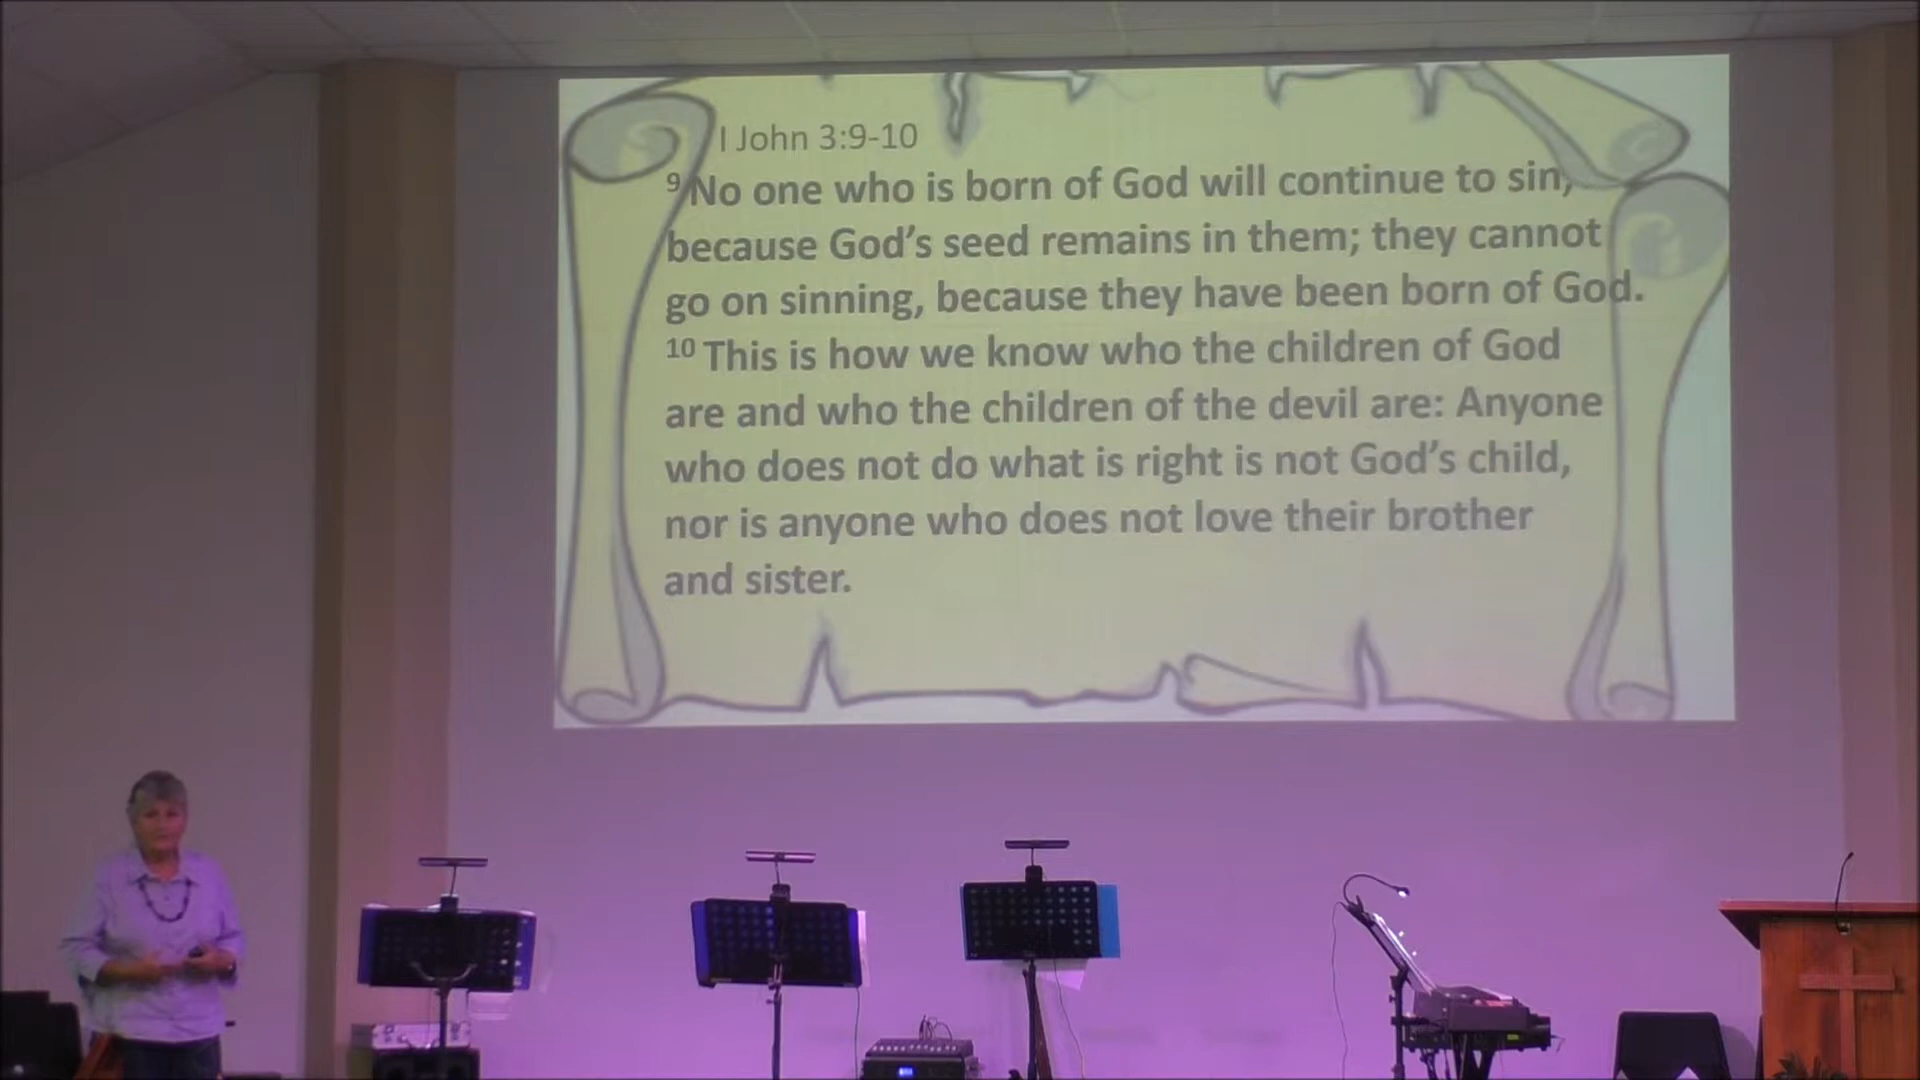 I John 3:9-10
9 No one who is born of God will continue to sin,
because God’s seed remains in them; they cannot
go on sinning, because they have been born of God.
10 This is how we know who the children of God
are and who the children of the devil are: Anyone
who does not do what is right is not God’s child,
nor is anyone who does not love their brother
and sister.